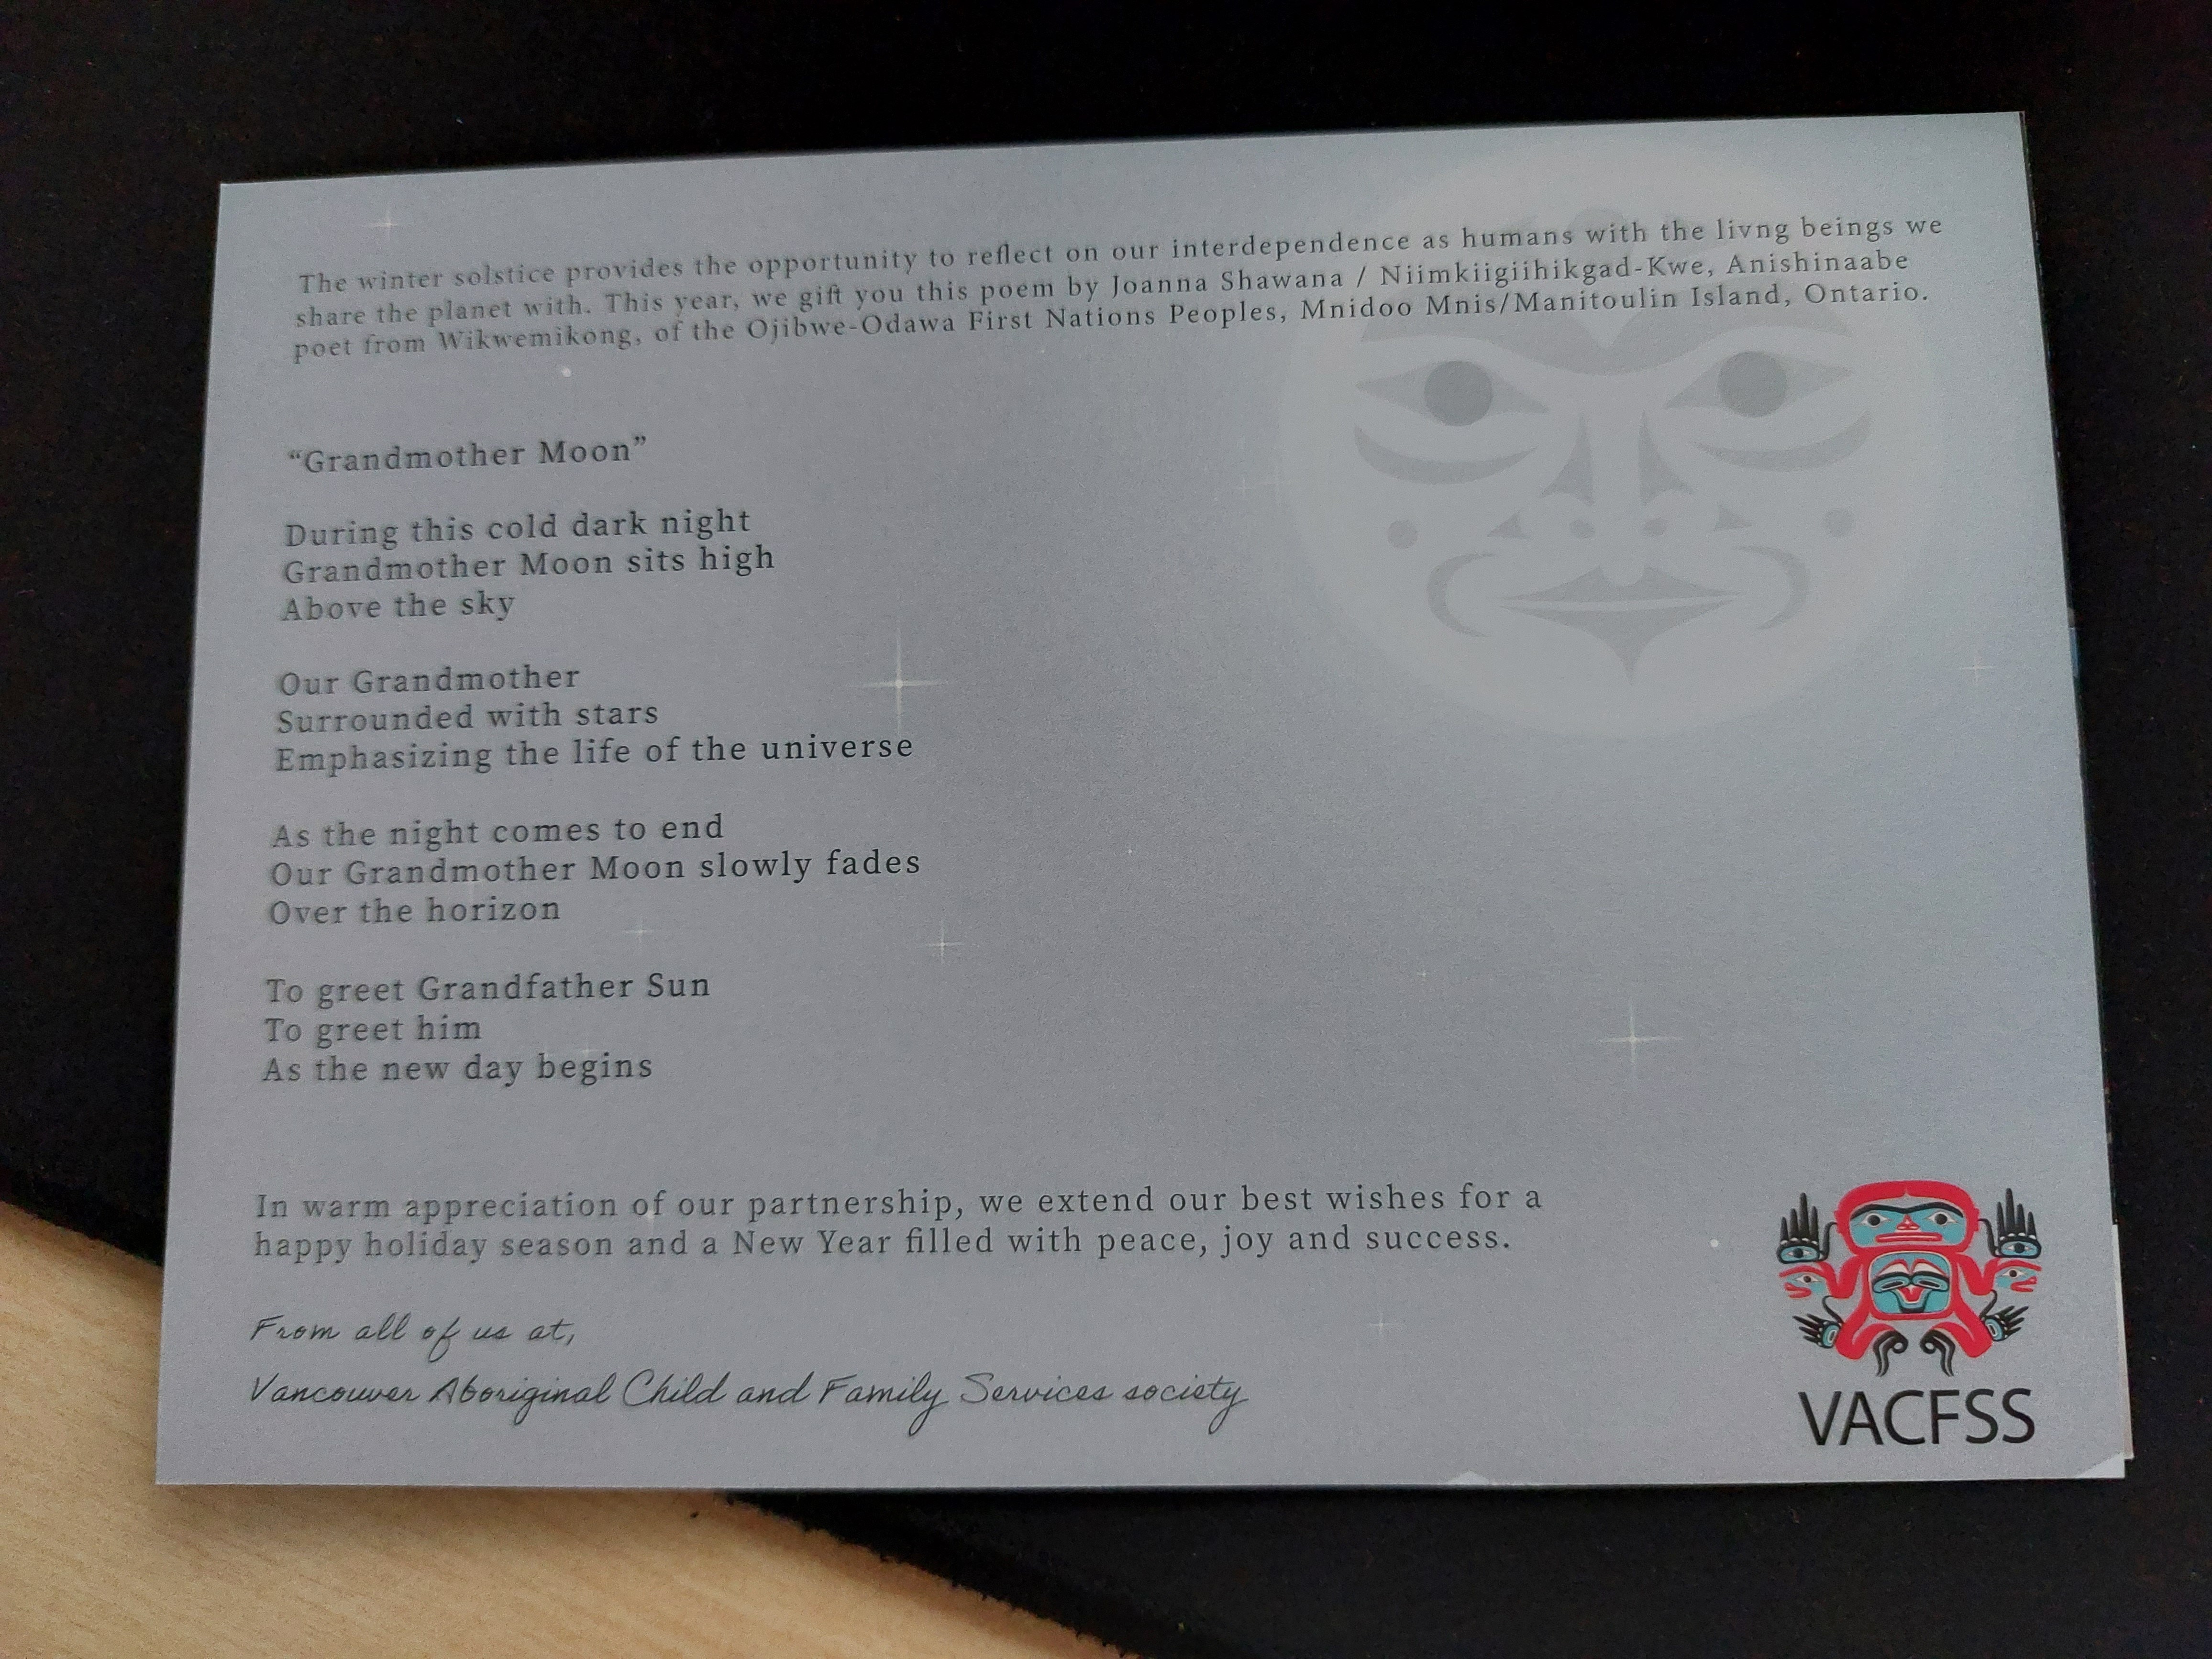 The winter solstice provides the opportunity to reflect on our interdependence as humans with the livng beings we
share the planet with. This year, we gift you this poem by Joanna Shawana / Niimkiigiihikgad-Kwe, Anishinaabe
poet from Wikwemikong, of the Ojibwe-Odawa First Nations Peoples, Mnidoo Mnis/Manitoulin Island, Ontario.
“Grandmother Moon”
During this cold dark night
Grandmother Moon sits high
Above the sky
Our Grandmother
Surrounded with stars
Emphasizing the life of the universe
As the night comes to end
Our Grandmother Moon slowly fades
Over the horizon
To greet Grandfather Sun
To greet him
As the new day begins
In warm appreciation of our partnership, we extend our best wishes for a
happy holiday season and a New Year filled with peace, joy and success.
From all of us at,
Vancouver Aboriginal Child and Family Services society
VACFSS